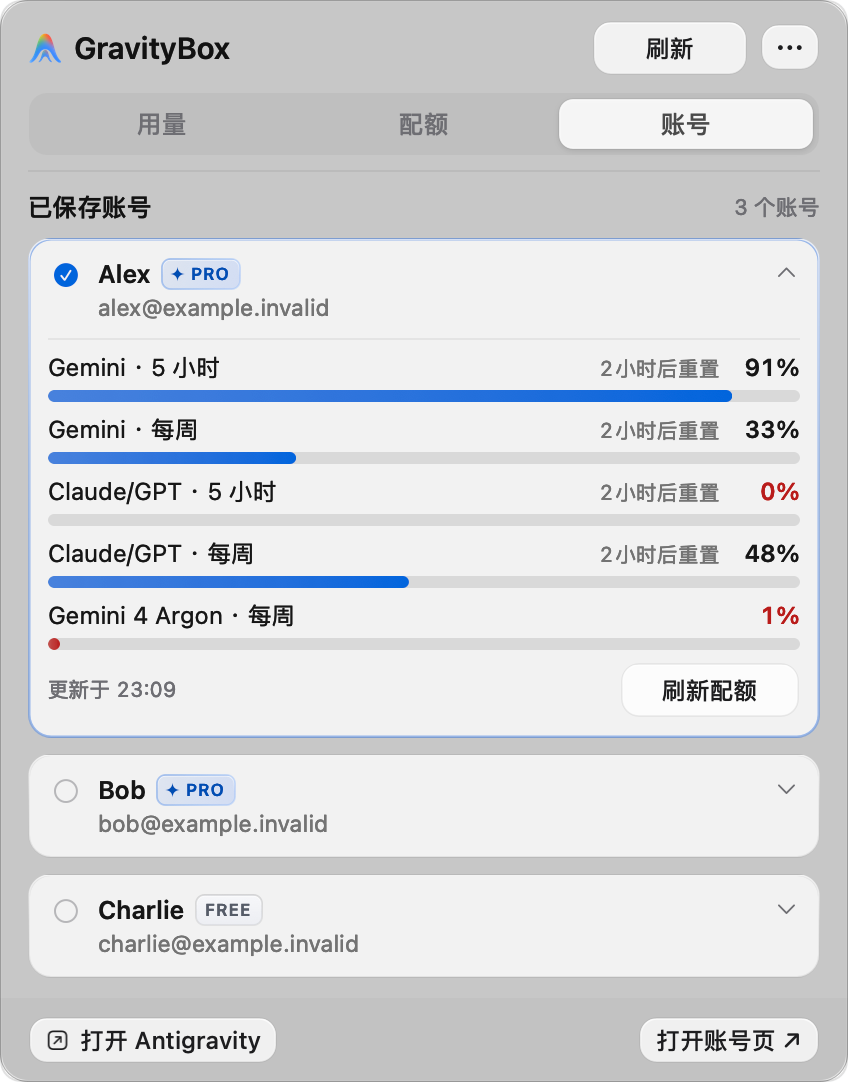 GravityBox 刷新 •••
用量 配额 账号
已保存账号 3 个账号
Alex PRO
alex@example.invalid
Gemini · 5 小时 2小时后重置 91%
Gemini · 每周 2小时后重置 33%
Claude/GPT · 5 小时 2小时后重置 0%
Claude/GPT · 每周 2小时后重置 48%
Gemini 4 Argon · 每周 1%
更新于 23:09 刷新配额
Bob PRO
bob@example.invalid
Charlie FREE
charlie@example.invalid
打开 Antigravity 打开账号页